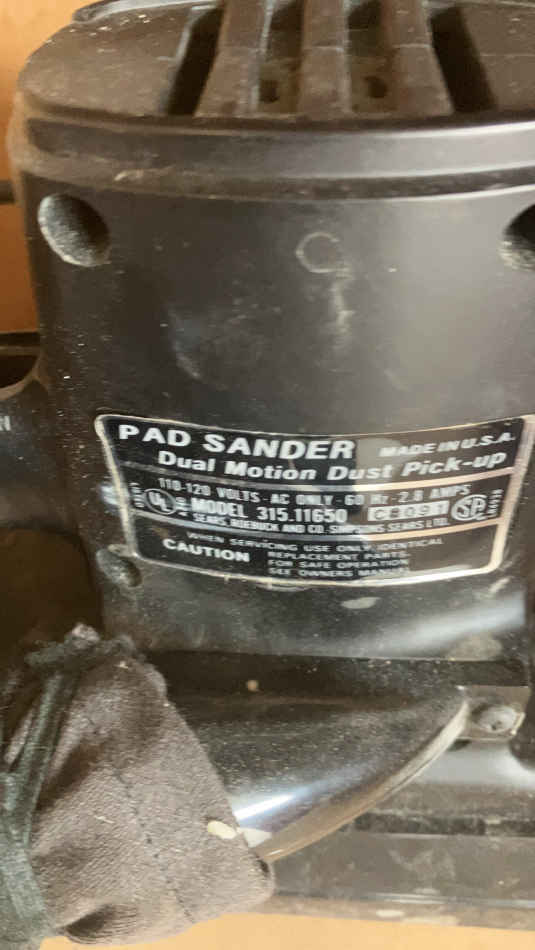 PAD SANDER MADE IN U.S.A.
Dual Motion Dust Pick-up
110-120 VOLTS - AC ONLY - 60 Hz - 2.8 AMPS
UL MODEL 315.11650
SEARS, ROEBUCK AND CO. SIMPSONS SEARS LTD.
CAUTION
WHEN SERVICING USE ONLY IDENTICAL
REPLACEMENT PARTS
FOR SAFE OPERATION
SEE OWNERS MANUAL